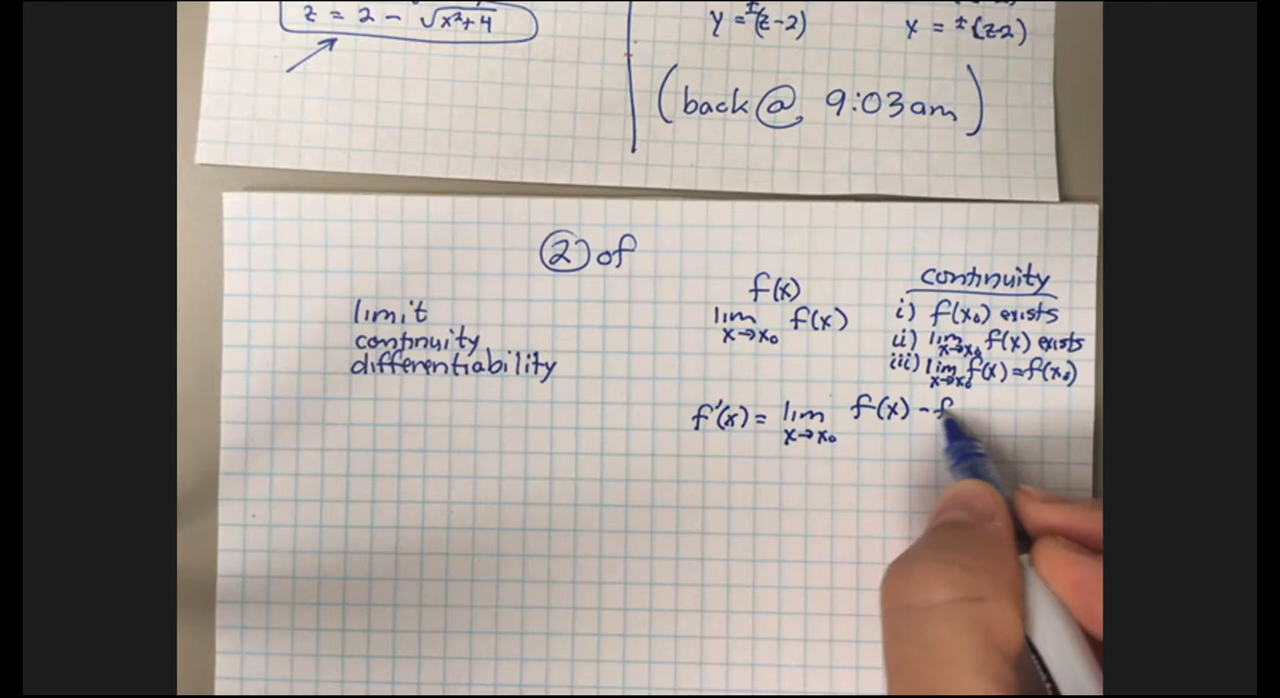 z = 2 - √(x²+4)
y = ±(z-2)
x = ±(z-2)
(back @ 9:03am)
② of
limit
continuity
differentiability
f(x)
lim x→x₀ f(x)
continuity
i) f(x₀) exists
ii) lim x→x₀ f(x) exists
iii) lim x→x₀ f(x) = f(x₀)
f'(x) = lim x→x₀ f(x) - f